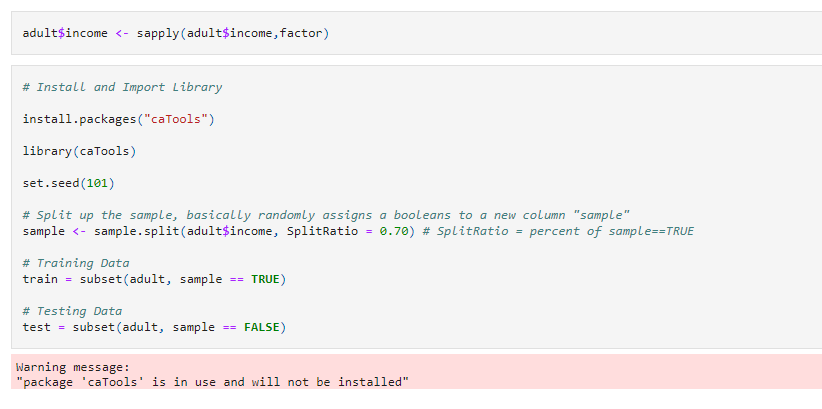 adult$income <- sapply(adult$income,factor)
# Install and Import Library
install.packages("caTools")
library(caTools)
set.seed(101)
# Split up the sample, basically randomly assigns a booleans to a new column "sample"
sample <- sample.split(adult$income, SplitRatio = 0.70) # SplitRatio = percent of sample==TRUE
# Training Data
train = subset(adult, sample == TRUE)
# Testing Data
test = subset(adult, sample == FALSE)
Warning message:
"package 'caTools' is in use and will not be installed"